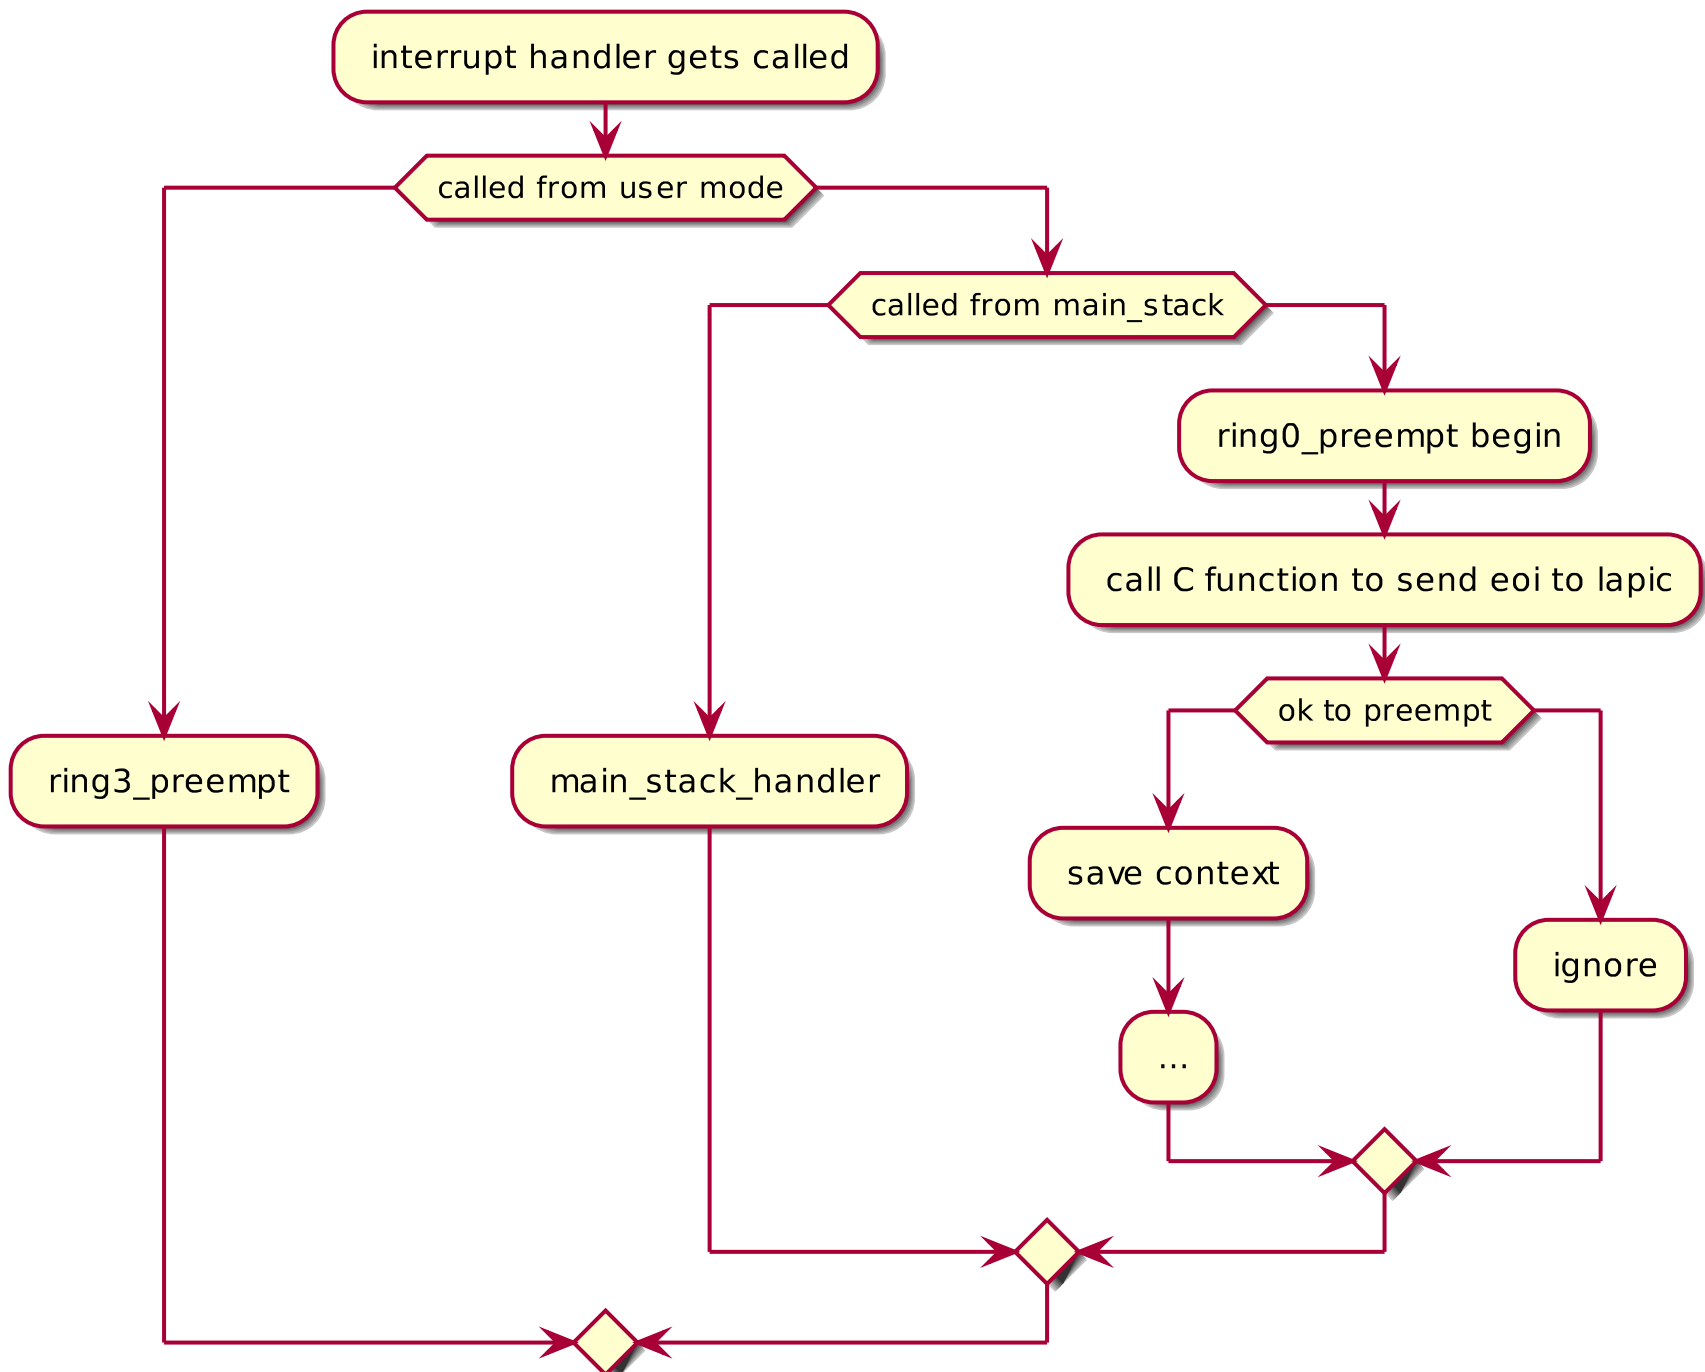 interrupt handler gets called
called from user mode
called from main_stack
ring0_preempt begin
call C function to send eoi to lapic
ok to preempt
ring3_preempt
main_stack_handler
save context
ignore
...